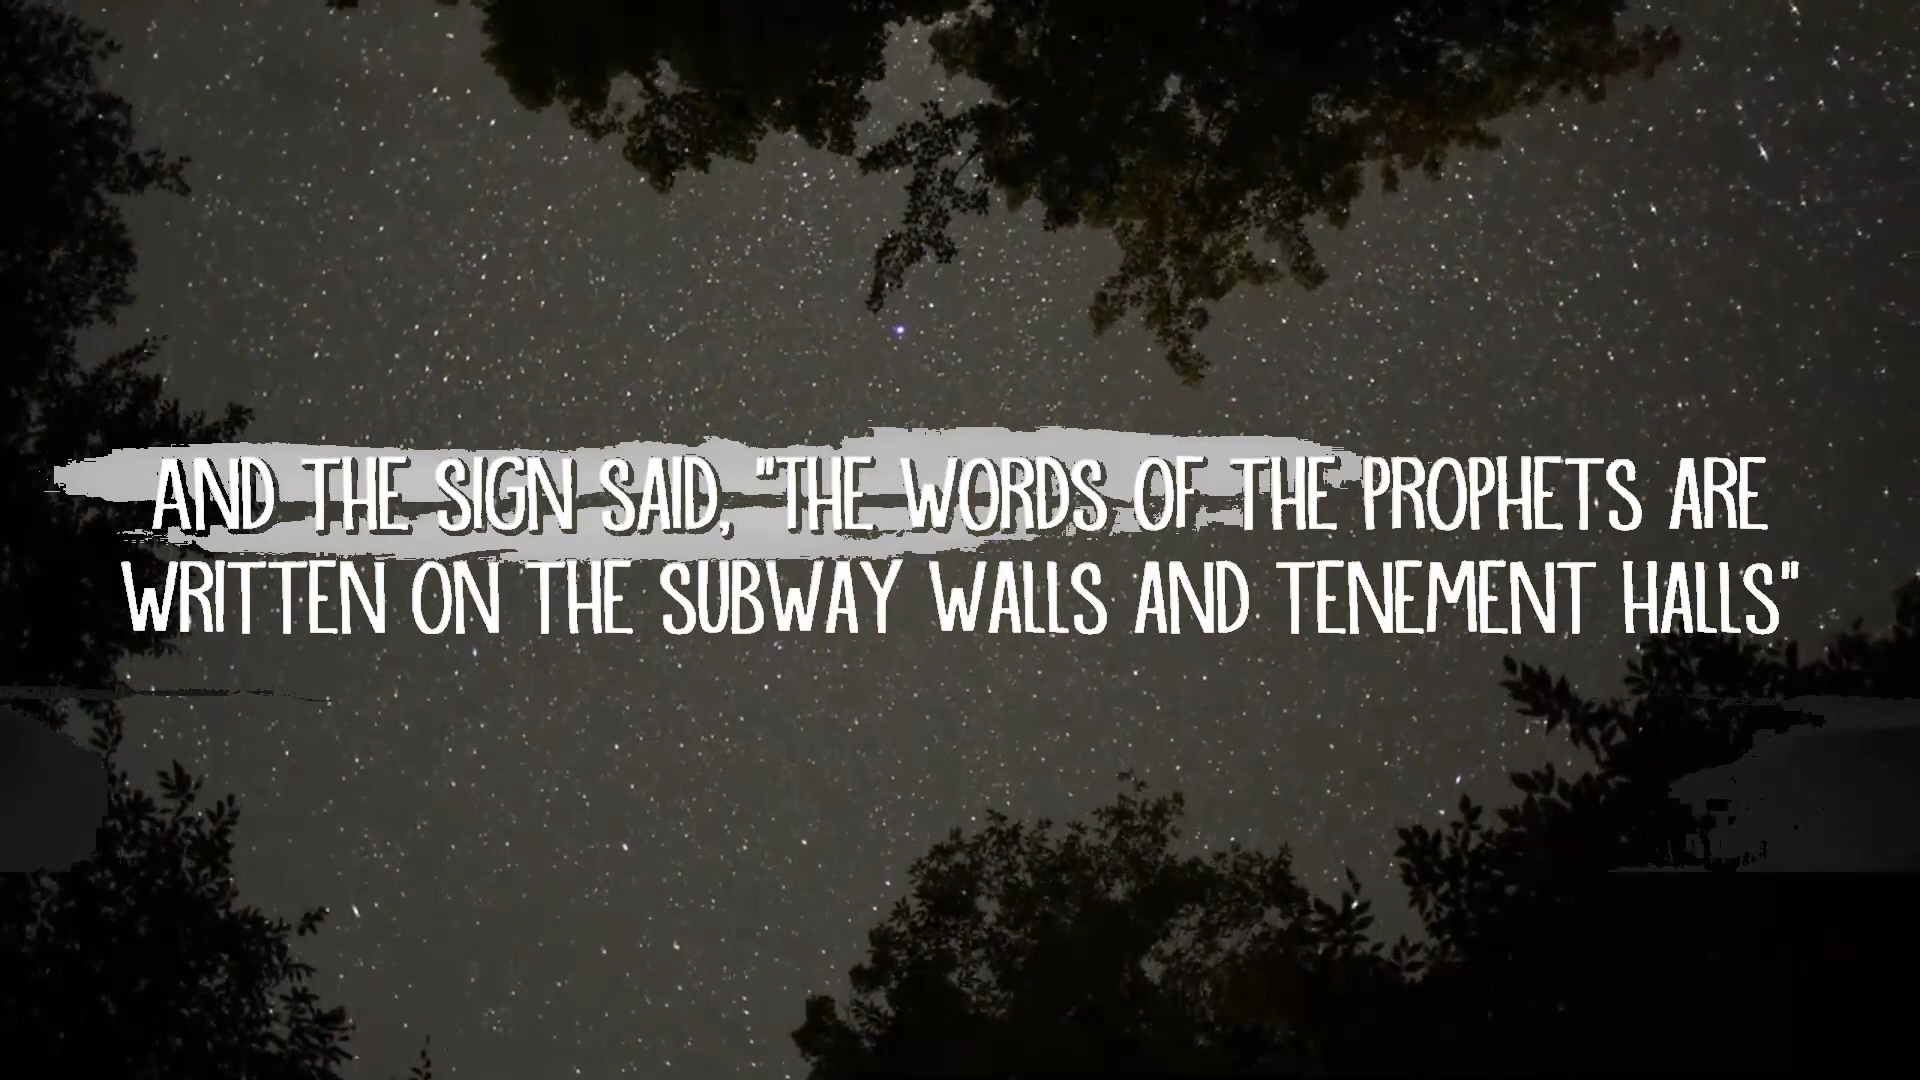 AND THE SIGN SAID, "THE WORDS OF THE PROPHETS ARE
WRITTEN ON THE SUBWAY WALLS AND TENEMENT HALLS"